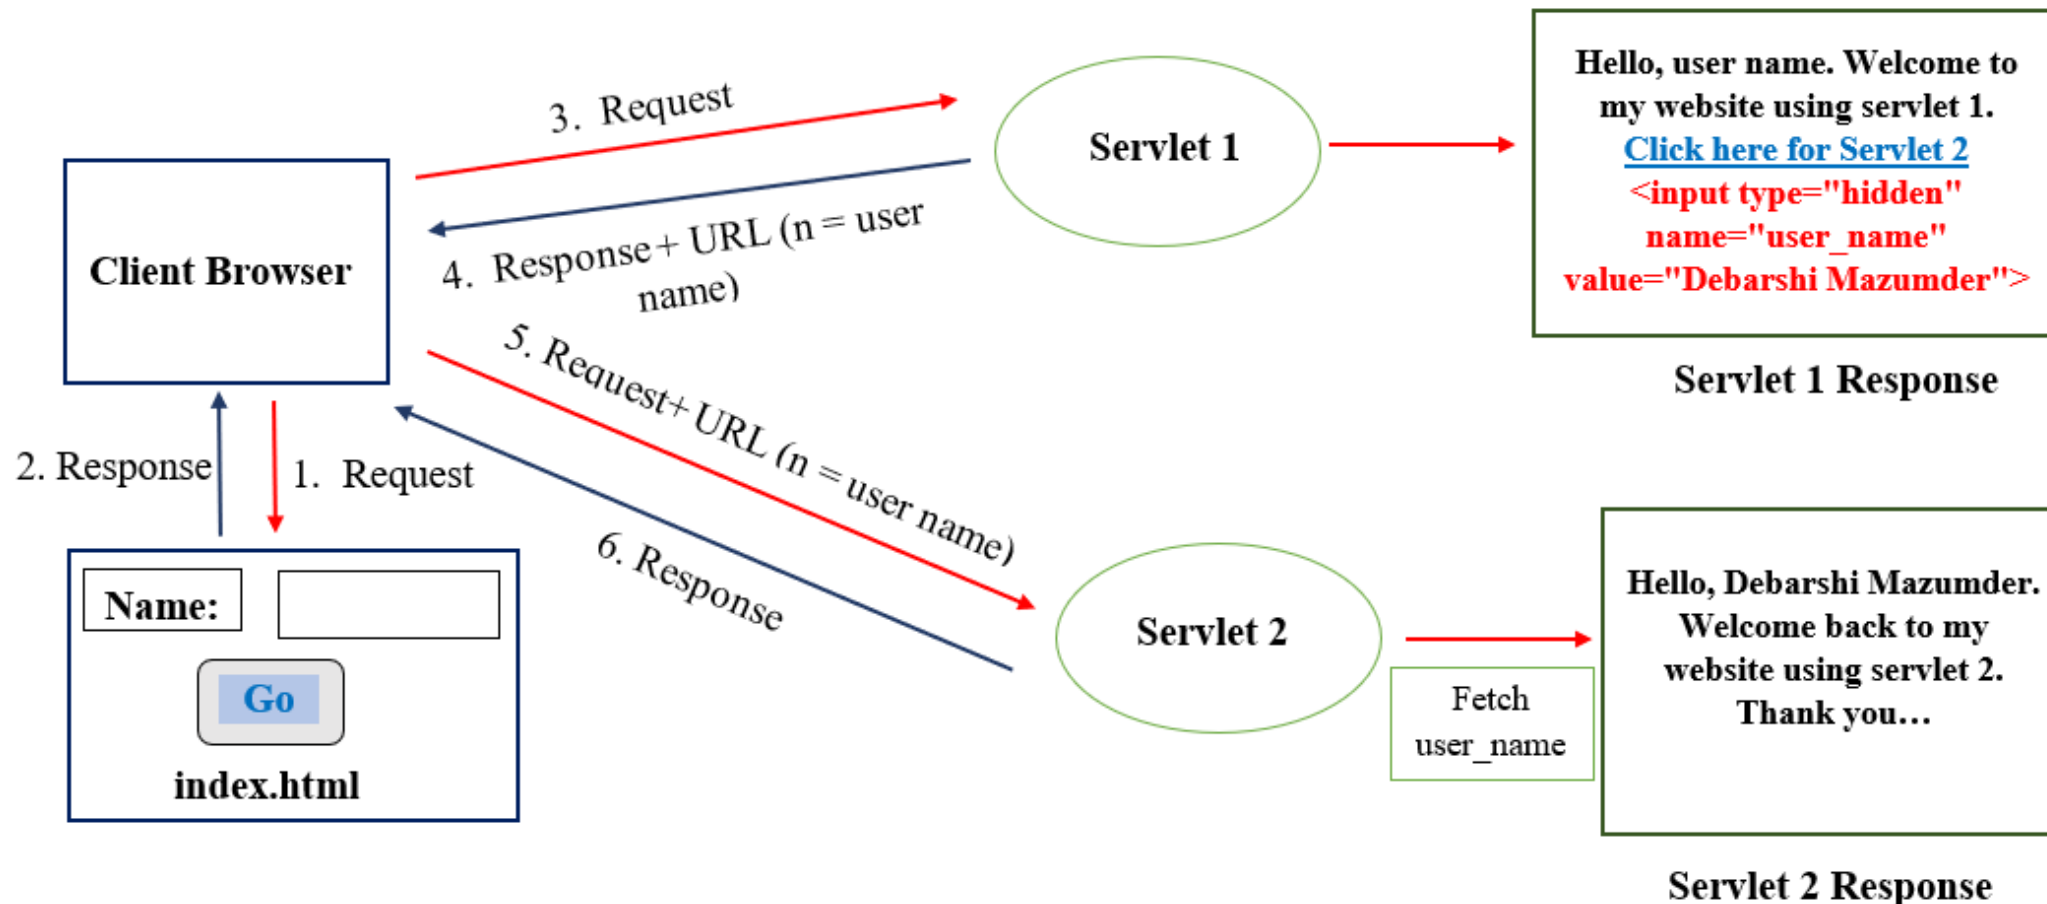 3. Request
Servlet 1
Hello, user name. Welcome to
my website using servlet 1.
Click here for Servlet 2
<input type="hidden"
name="user_name"
value="Debarshi Mazumder">
Servlet 1 Response
Client Browser
4. Response+ URL (n = user
name)
5. Request+ URL (n = user name)
6. Response
2. Response
1. Request
Name:
Go
index.html
Servlet 2
Fetch
user_name
Hello, Debarshi Mazumder.
Welcome back to my
website using servlet 2.
Thank you…
Servlet 2 Response